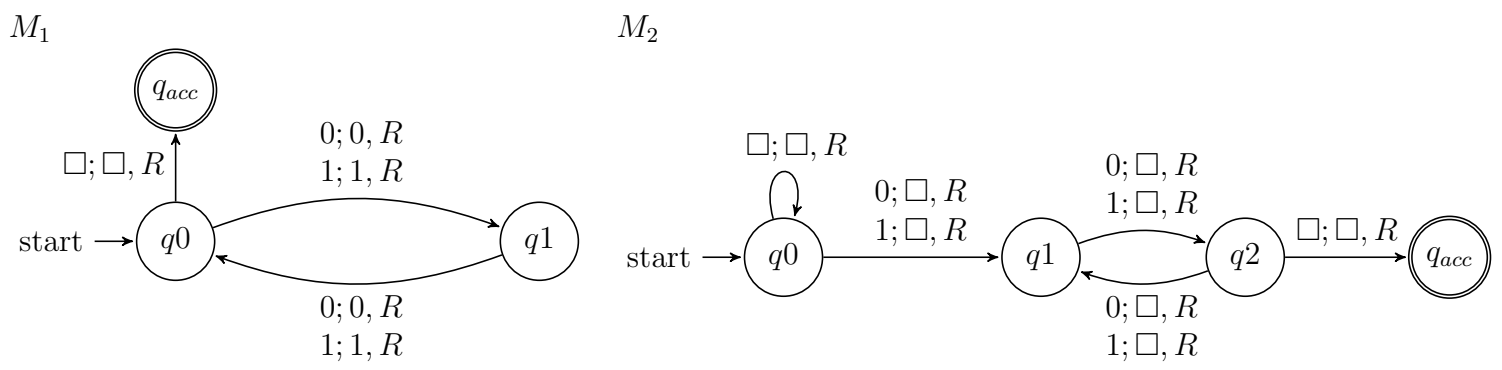 M₁
M₂
q_acc
□; □, R
0; 0, R
1; 1, R
start
q0
q1
0; 0, R
1; 1, R
□; □, R
0; □, R
1; □, R
0; □, R
1; □, R
□; □, R
start
q0
q1
q2
q_acc
0; □, R
1; □, R